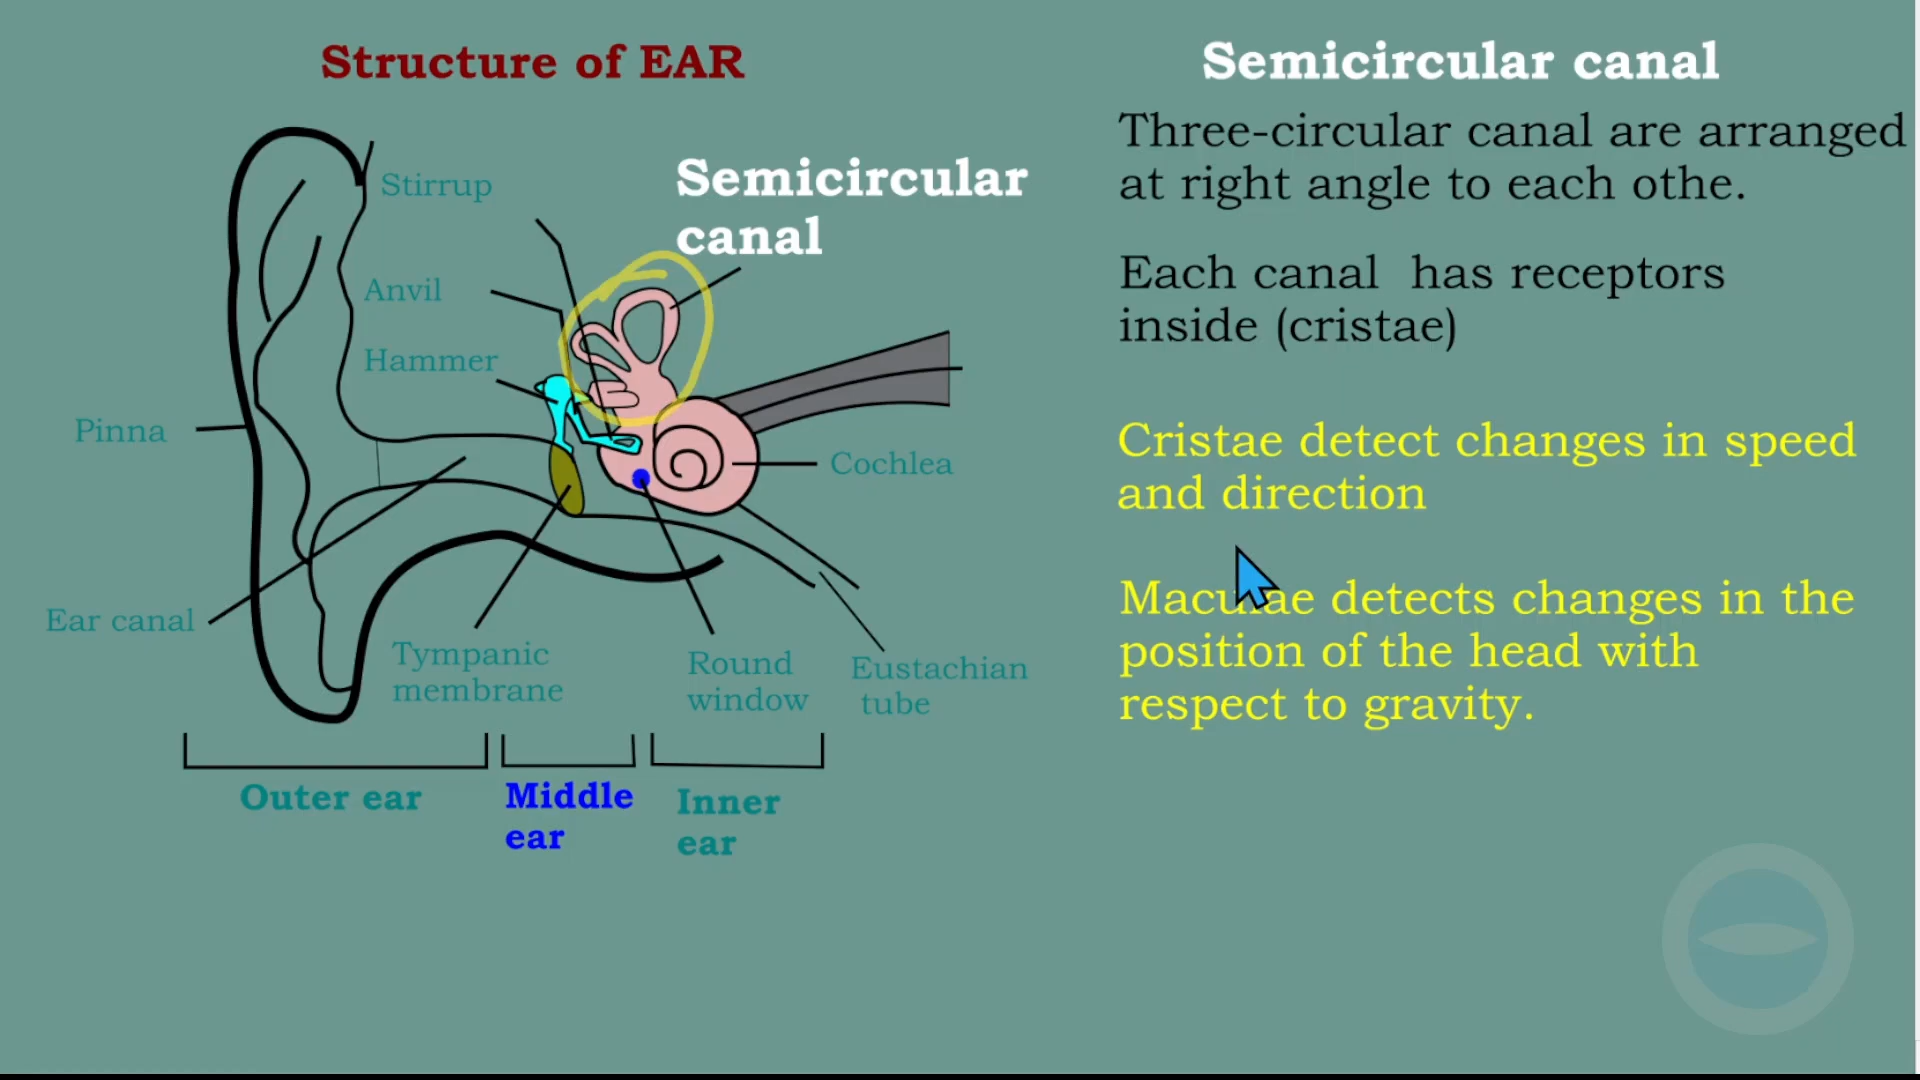 Structure of EAR
Semicircular canal
Three-circular canal are arranged
at right angle to each othe.
Each canal has receptors
inside (cristae)
Cristae detect changes in speed
and direction
Maculae detects changes in the
position of the head with
respect to gravity.
Stirrup
Semicircular
canal
Anvil
Hammer
Pinna
Cochlea
Ear canal
Tympanic
membrane
Round
window
Eustachian
tube
Outer ear
Middle
ear
Inner
ear